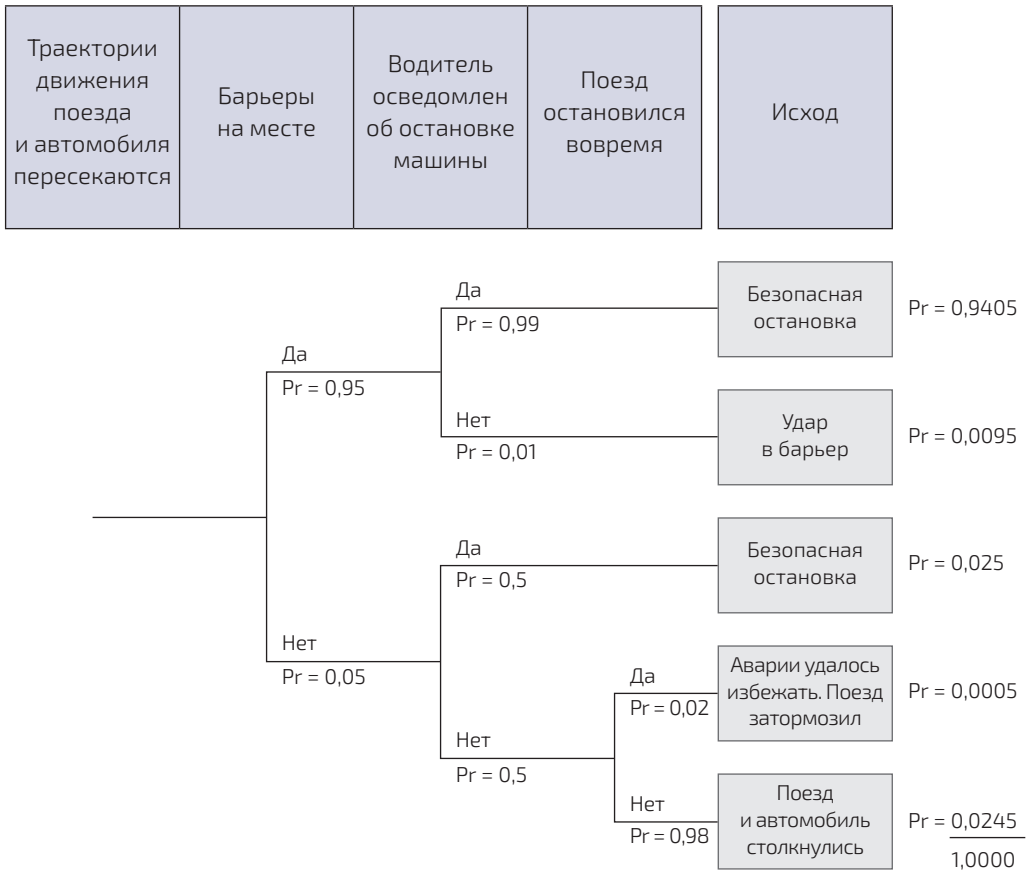 Траектории
движения
поезда
и автомобиля
пересекаются
Барьеры
на месте
Водитель
осведомлен
об остановке
машины
Поезд
остановился
вовремя
Исход
Да
Pr = 0,95
Да
Pr = 0,99
Безопасная
остановка
Pr = 0,9405
Нет
Pr = 0,01
Удар
в барьер
Pr = 0,0095
Нет
Pr = 0,05
Да
Pr = 0,5
Безопасная
остановка
Pr = 0,025
Нет
Pr = 0,5
Да
Pr = 0,02
Аварии удалось
избежать. Поезд
затормозил
Pr = 0,0005
Нет
Pr = 0,98
Поезд
и автомобиль
столкнулись
Pr = 0,0245
1,0000